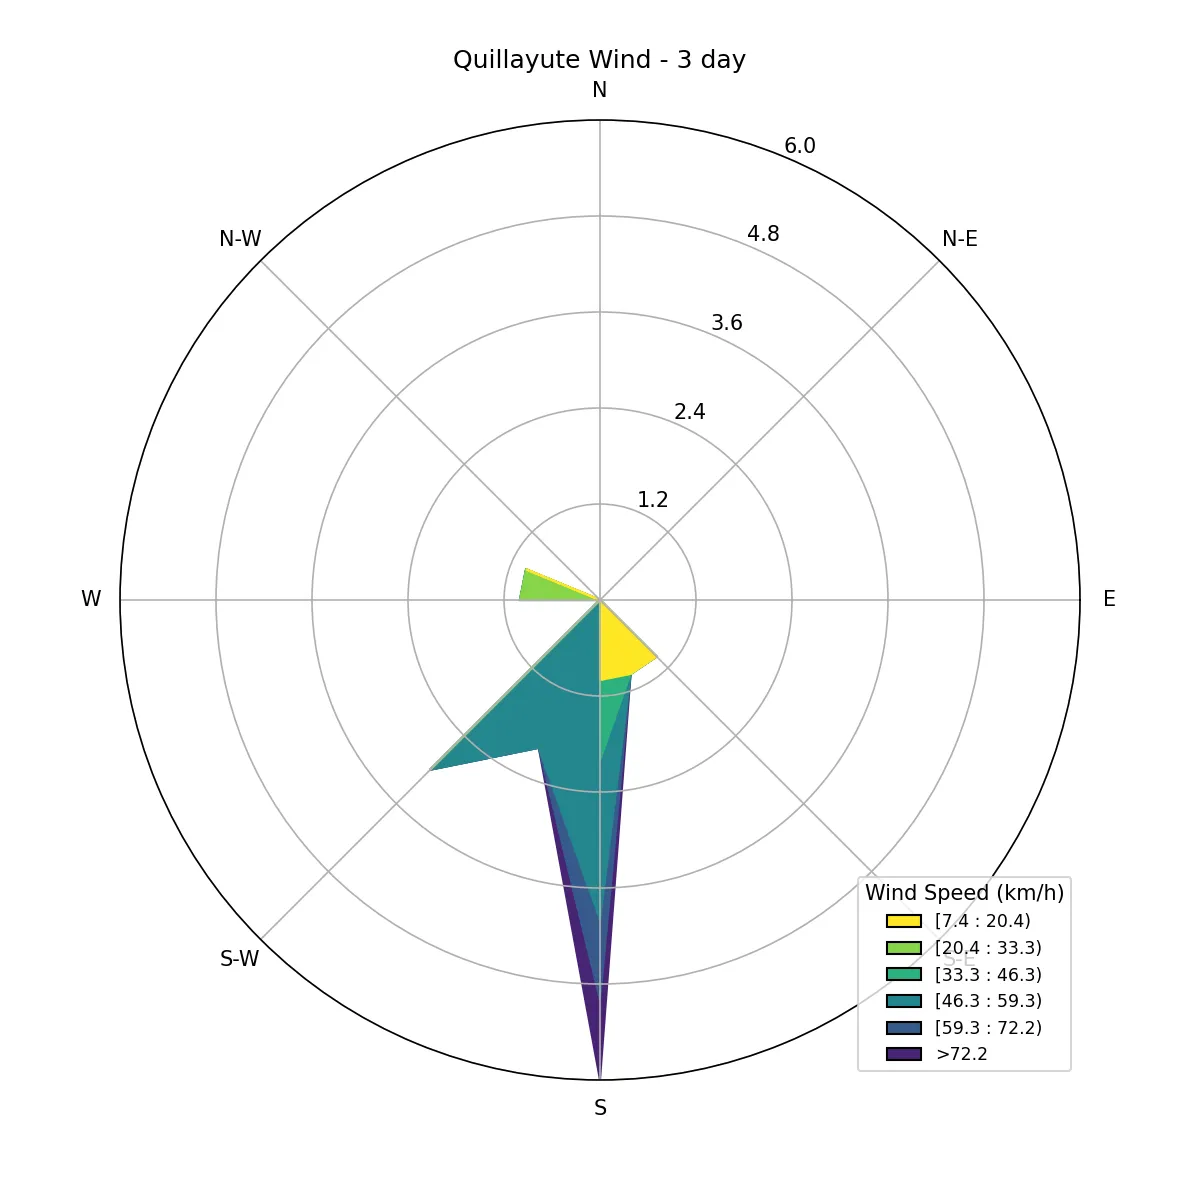 Quillayute Wind - 3 day
N
6.0
4.8
N-W
N-E
3.6
2.4
1.2
W
E
Wind Speed (km/h)
[7.4 : 20.4)
[20.4 : 33.3)
S-W
S-E
[33.3 : 46.3)
[46.3 : 59.3)
[59.3 : 72.2)
>72.2
S